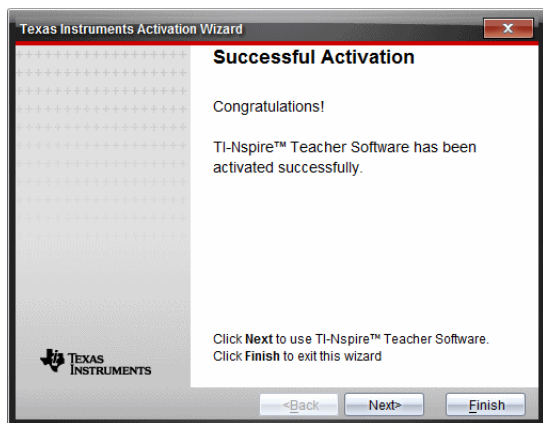 Texas Instruments Activation Wizard
Successful Activation
Congratulations!
TI-Nspire™ Teacher Software has been
activated successfully.
Click Next to use TI-Nspire™ Teacher Software.
Click Finish to exit this wizard
TEXAS
INSTRUMENTS
<Back
Next>
Finish